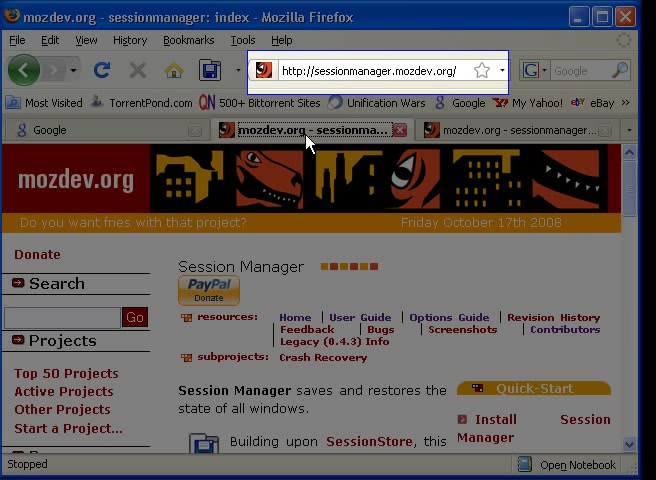 mozdev.org - sessionmanager: index - Mozilla Firefox
File Edit View History Bookmarks Tools Help
http://sessionmanager.mozdev.org/
G Google
Most Visited TorrentPond.com QN 500+ Bittorrent Sites Unification Wars G Google Y! My Yahoo! eBay »
G Google mozdev.org - sessionma... mozdev.org - sessionmanager...
mozdev.org
Do you want fries with that project? Friday October 17th 2008
Donate
Search
Go
Projects
Top 50 Projects
Active Projects
Other Projects
Start a Project...
Session Manager
PayPal
Donate
resources: Home User Guide Options Guide Revision History
Feedback Bugs Screenshots Contributors
Legacy (0.4.3) Info
subprojects: Crash Recovery
Session Manager saves and restores the
state of all windows.
Building upon SessionStore, this
Quick-Start
Install Session
Manager
Stopped
Open Notebook